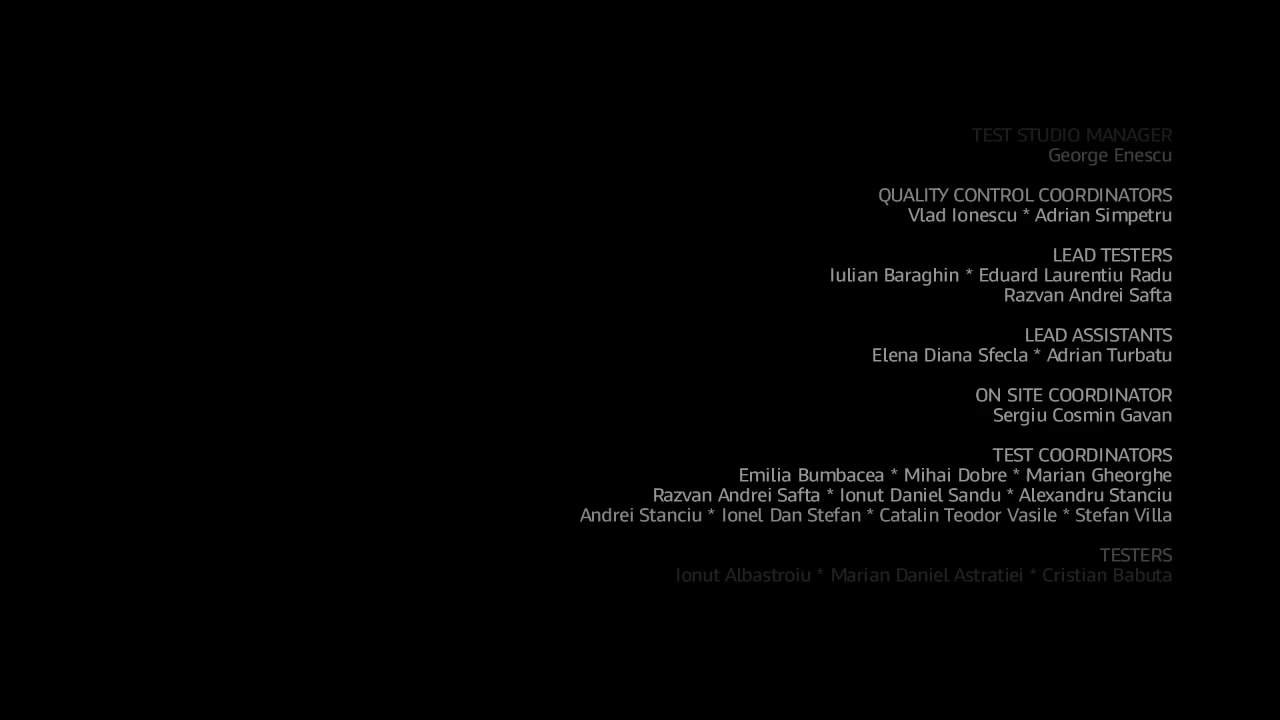 TEST STUDIO MANAGER
George Enescu
QUALITY CONTROL COORDINATORS
Vlad Ionescu * Adrian Simpetru
LEAD TESTERS
Iulian Baraghin * Eduard Laurentiu Radu
Razvan Andrei Safta
LEAD ASSISTANTS
Elena Diana Sfecla * Adrian Turbatu
ON SITE COORDINATOR
Sergiu Cosmin Gavan
TEST COORDINATORS
Emilia Bumbacea * Mihai Dobre * Marian Gheorghe
Razvan Andrei Safta * Ionut Daniel Sandu * Alexandru Stanciu
Andrei Stanciu * Ionel Dan Stefan * Catalin Teodor Vasile * Stefan Villa
TESTERS
Ionut Albastroiu * Marian Daniel Astratiei * Cristian Babuta